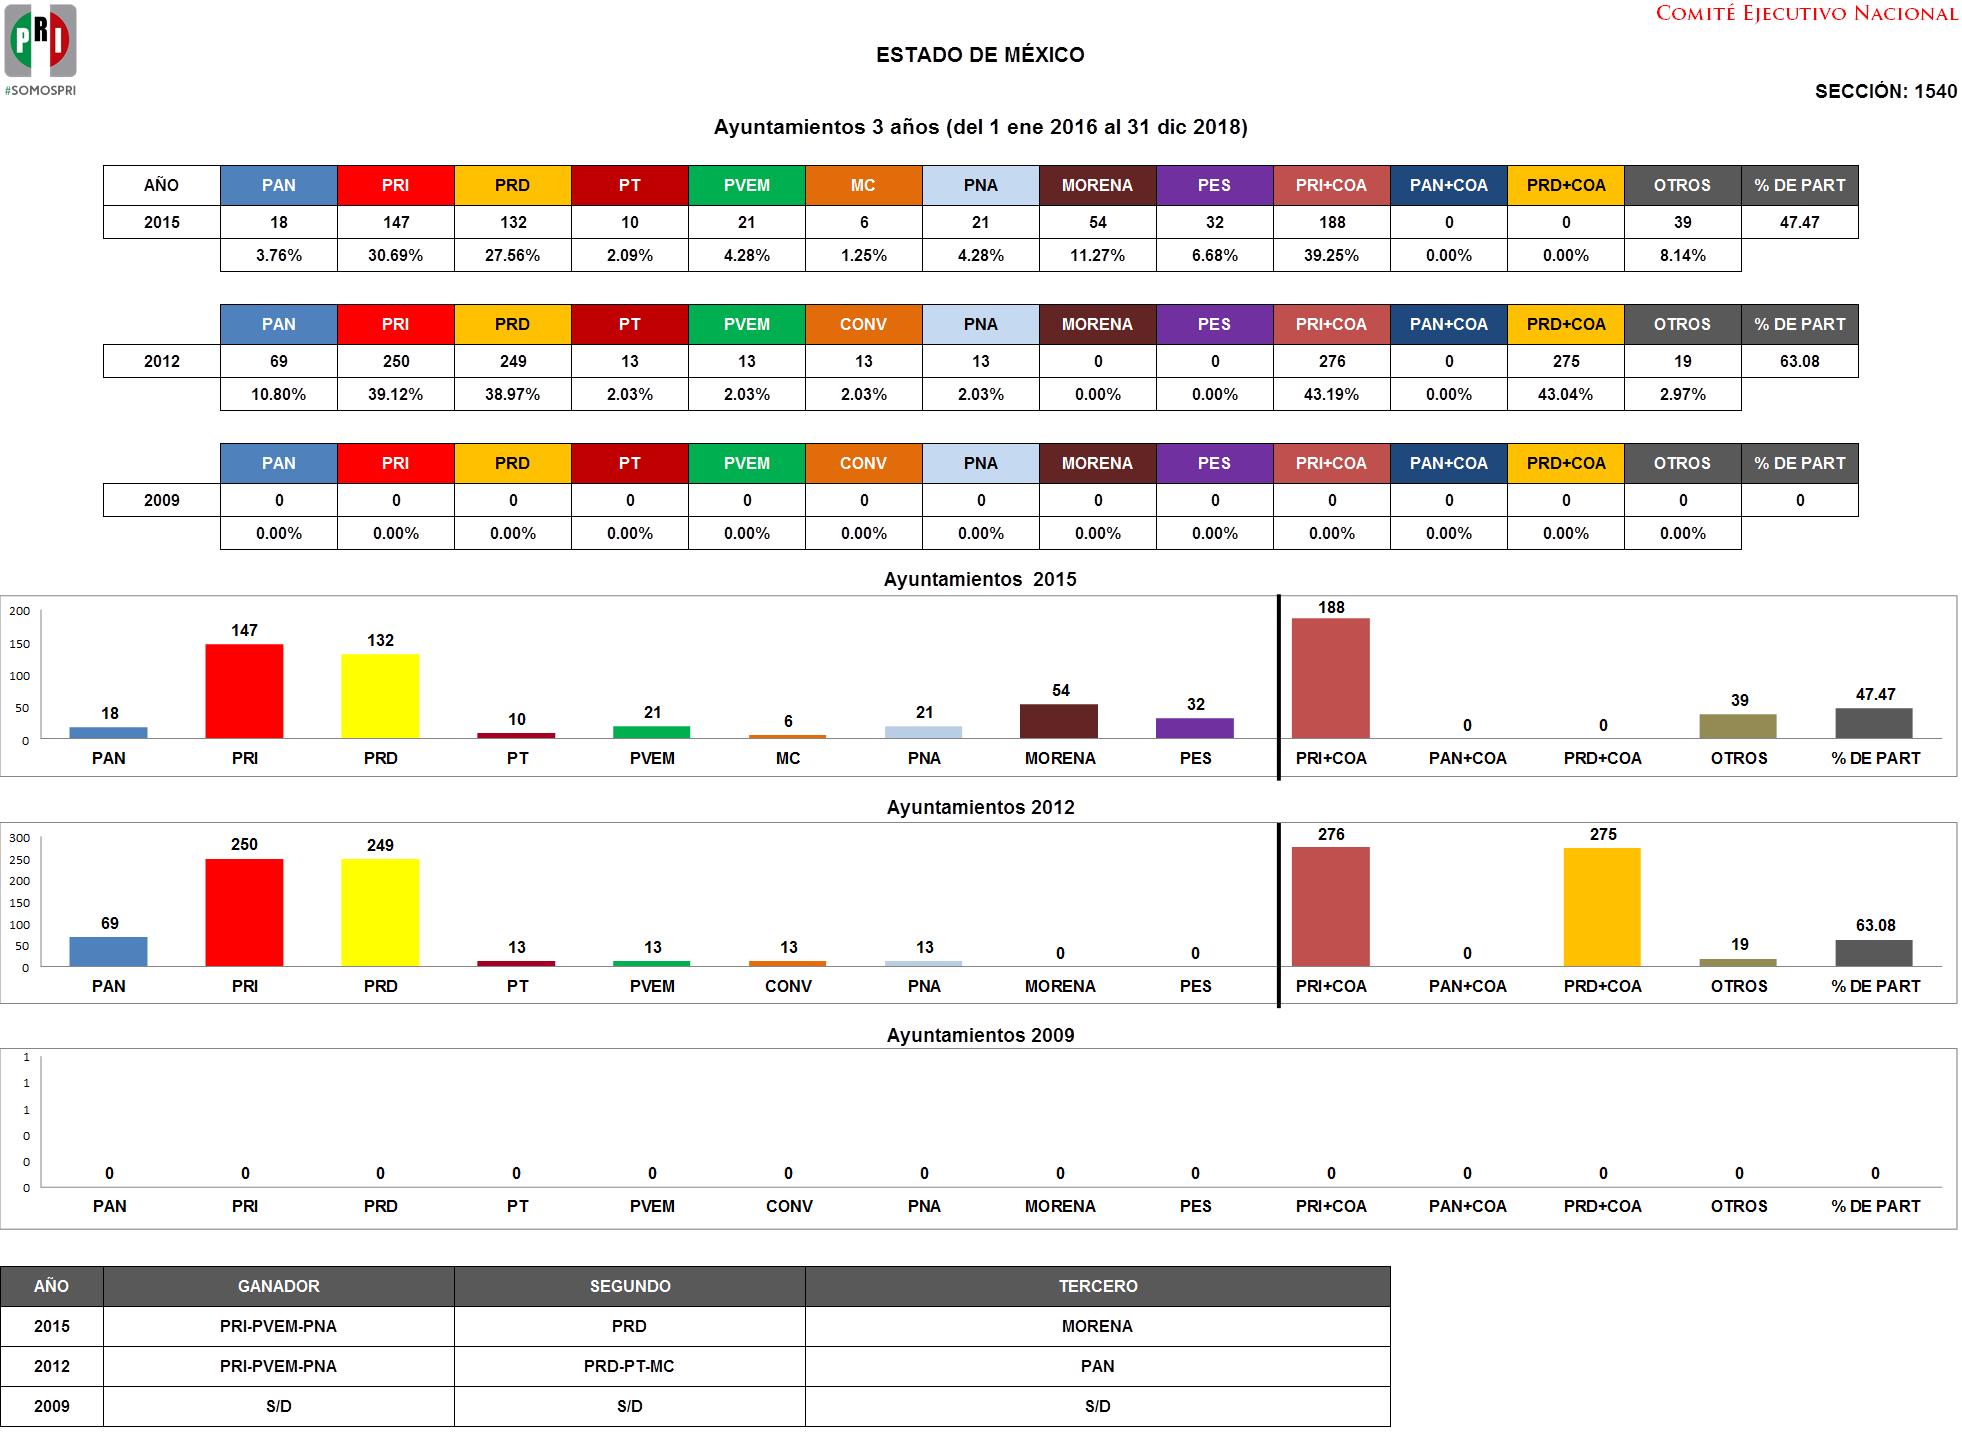 PRI
#SOMOSPRI
COMITÉ EJECUTIVO NACIONAL
ESTADO DE MÉXICO
SECCIÓN: 1540
Ayuntamientos 3 años (del 1 ene 2016 al 31 dic 2018)
AÑO PAN PRI PRD PT PVEM MC PNA MORENA PES PRI+COA PAN+COA PRD+COA OTROS % DE PART
2015 18 147 132 10 21 6 21 54 32 188 0 0 39 47.47
3.76% 30.69% 27.56% 2.09% 4.28% 1.25% 4.28% 11.27% 6.68% 39.25% 0.00% 0.00% 8.14%
PAN PRI PRD PT PVEM CONV PNA MORENA PES PRI+COA PAN+COA PRD+COA OTROS % DE PART
2012 69 250 249 13 13 13 13 0 0 276 0 275 19 63.08
10.80% 39.12% 38.97% 2.03% 2.03% 2.03% 2.03% 0.00% 0.00% 43.19% 0.00% 43.04% 2.97%
PAN PRI PRD PT PVEM CONV PNA MORENA PES PRI+COA PAN+COA PRD+COA OTROS % DE PART
2009 0 0 0 0 0 0 0 0 0 0 0 0 0 0
0.00% 0.00% 0.00% 0.00% 0.00% 0.00% 0.00% 0.00% 0.00% 0.00% 0.00% 0.00% 0.00%
Ayuntamientos 2015
200
150
100
50
0
18 147 132 10 21 6 21 54 32 188 0 0 39 47.47
PAN PRI PRD PT PVEM MC PNA MORENA PES PRI+COA PAN+COA PRD+COA OTROS % DE PART
Ayuntamientos 2012
300
250
200
150
100
50
0
69 250 249 13 13 13 13 0 0 276 0 275 19 63.08
PAN PRI PRD PT PVEM CONV PNA MORENA PES PRI+COA PAN+COA PRD+COA OTROS % DE PART
Ayuntamientos 2009
1
1
1
0
0
0
0 0 0 0 0 0 0 0 0 0 0 0 0 0
PAN PRI PRD PT PVEM CONV PNA MORENA PES PRI+COA PAN+COA PRD+COA OTROS % DE PART
AÑO GANADOR SEGUNDO TERCERO
2015 PRI-PVEM-PNA PRD MORENA
2012 PRI-PVEM-PNA PRD-PT-MC PAN
2009 S/D S/D S/D